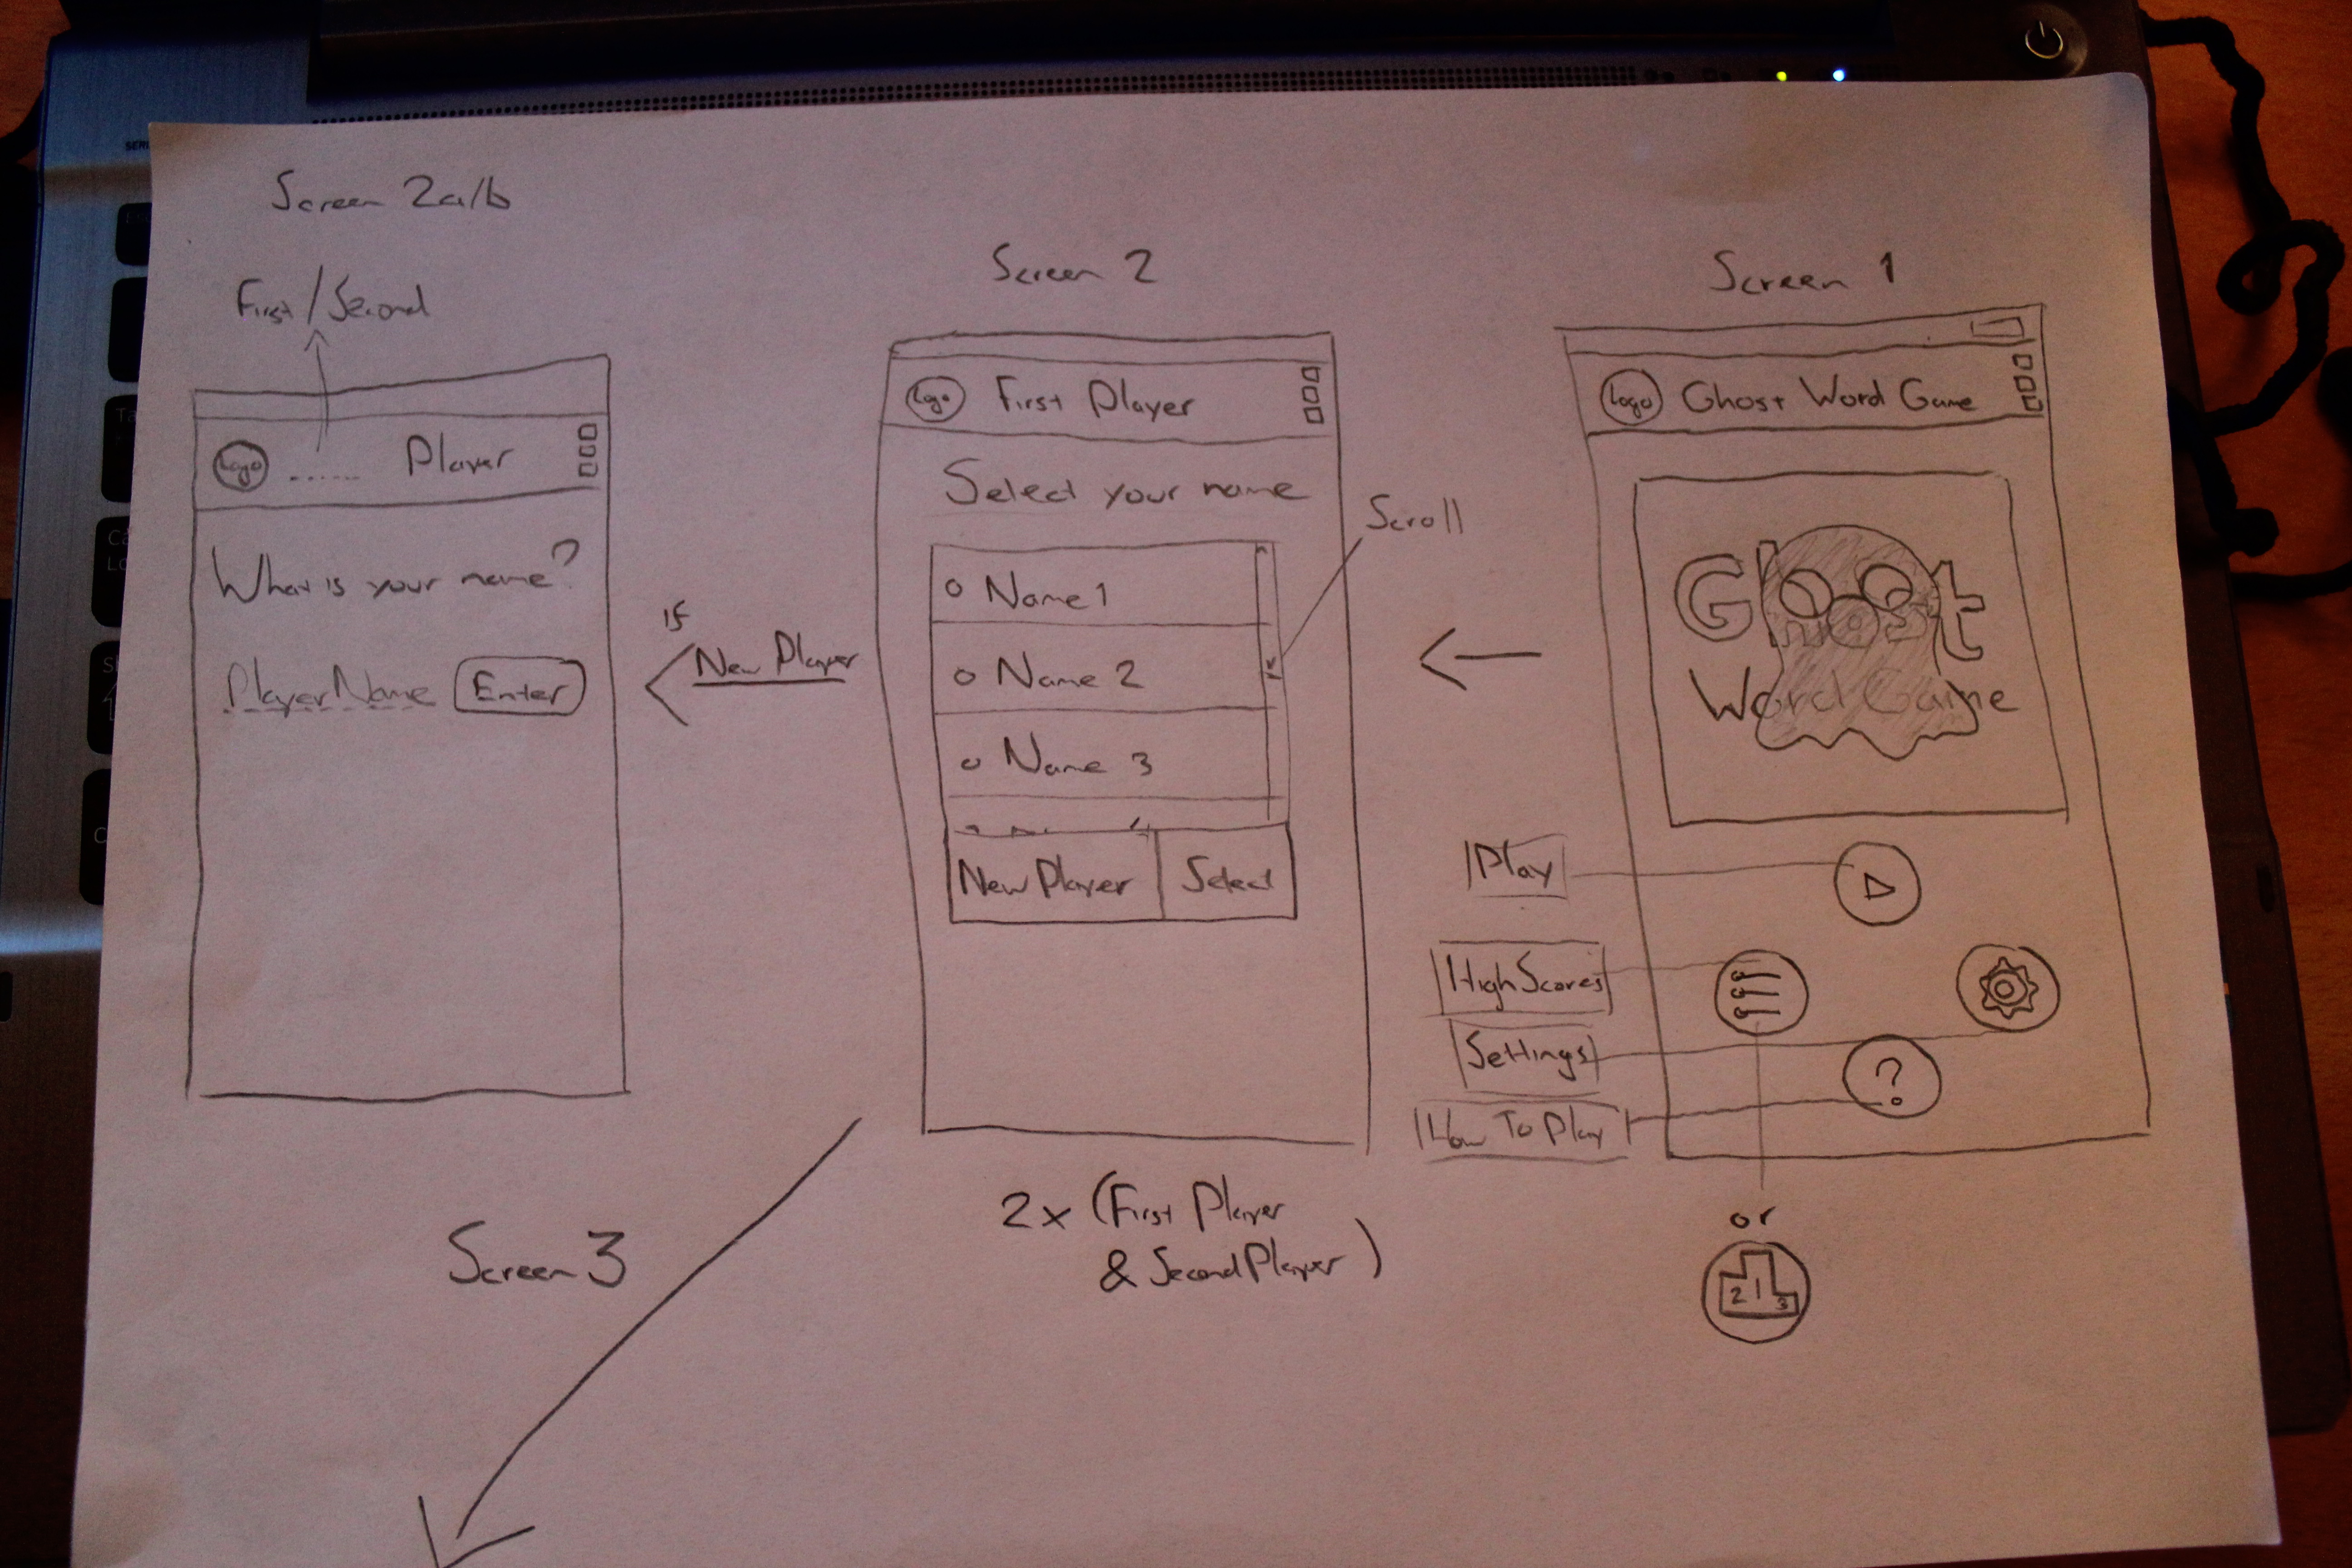 Screen 2a/b
First/Second
Logo ...... Player
What is your name?
PlayerName Enter
If
New Player
Screen 2
Logo First Player
Select your name
Scroll
Name 1
Name 2
Name 3
New Player Select
2x (First Player
& Second Player)
Screen 1
Logo Ghost Word Game
Ghost
Word Game
Play
High Scores
Settings
How To Play
?
or
2 1 3
Screen 3